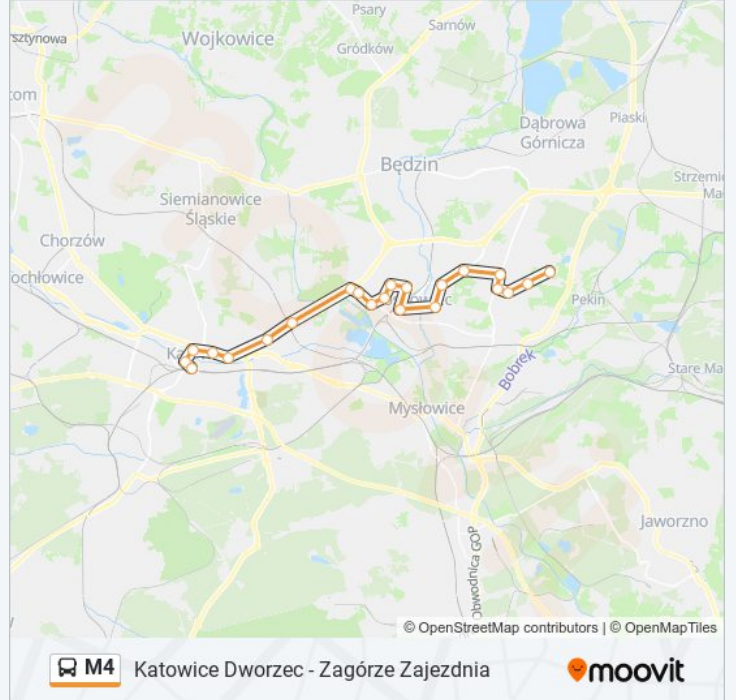 Psary
sztynowa
Wojkowice
Sarnów
Gródków
Dąbrowa
Górnicza
Piaski
Będzin
Strzemie
Ma
Siemianowice
Śląskie
Chorzów
ochłowice
Pekin
Bobrek
Stare Ma
Mysłowice
Jaworzno
Obwodnica GOP
© OpenStreetMap contributors | © OpenMapTiles
M4 Katowice Dworzec - Zagórze Zajezdnia moovit